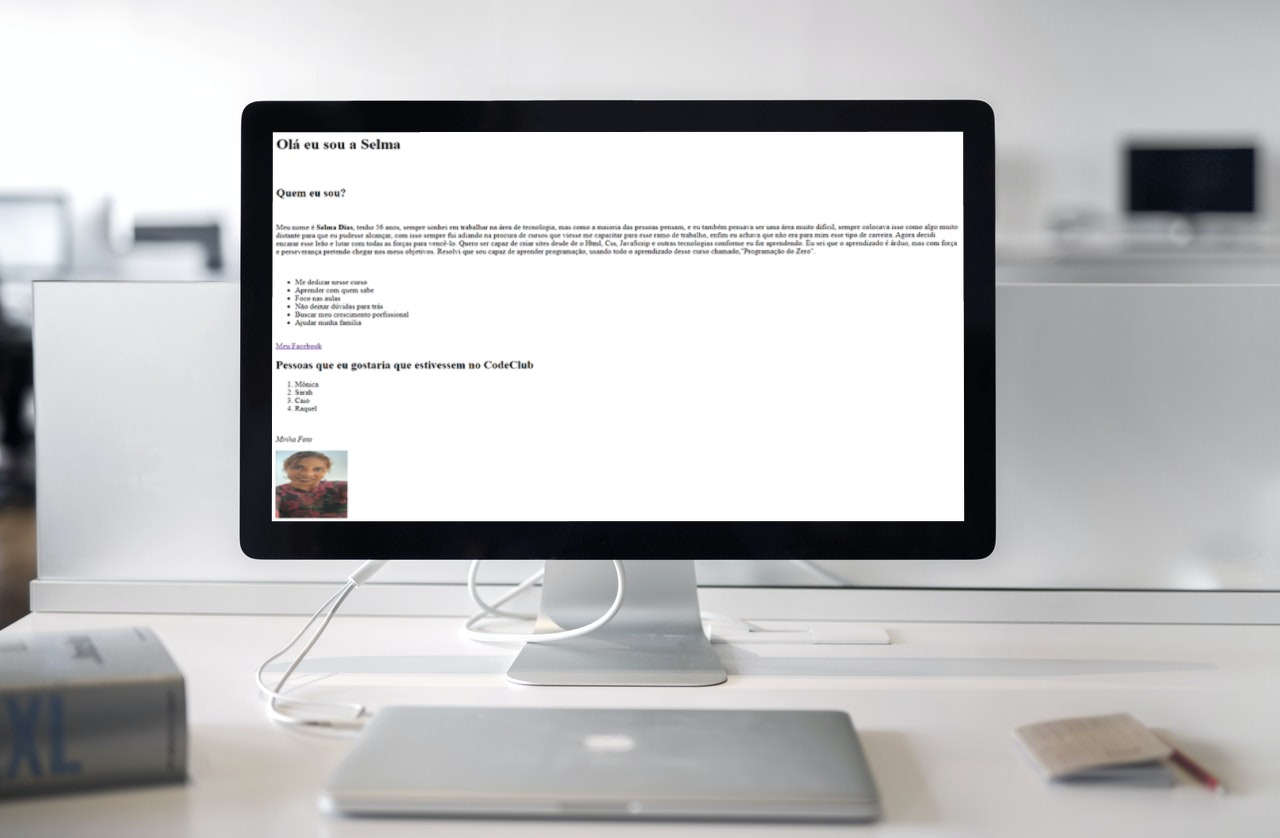 Olá eu sou a Selma
Quem eu sou?
Meu nome é Selma Dias, tenho 36 anos, sempre sonhei em trabalhar na área de tecnologia, mas como a maioria das pessoas pensam, e eu também pensava ser uma área muito difícil, sempre colocava isso como algo muito
distante para que eu pudesse alcançar, com isso sempre fui adiando na procura de cursos que viesse me capacitar para esse ramo de trabalho, enfim eu achava que não era para mim esse tipo de carreira. Agora decidi
encarar esse leão e lutar com todas as forças para vencê-lo. Quero ser capaz de criar sites desde de o Html, Css, JavaScrip e outras tecnologias conforme eu for aprendendo. Eu sei que o aprendizado é árduo, mas com força
e perseverança pretendo chegar nos meus objetivos. Resolvi que sou capaz de aprender programação, usando todo o aprendizado desse curso chamado,"Programação do Zero".
Me dedicar nesse curso
Aprender com quem sabe
Foco nas aulas
Não deixar dúvidas para trás
Buscar meu crescimento porfissional
Ajudar minha família
Meu Facebook
Pessoas que eu gostaria que estivessem no CodeClub
1. Mônica
2. Sarah
3. Caio
4. Raquel
Minha Foto
XL